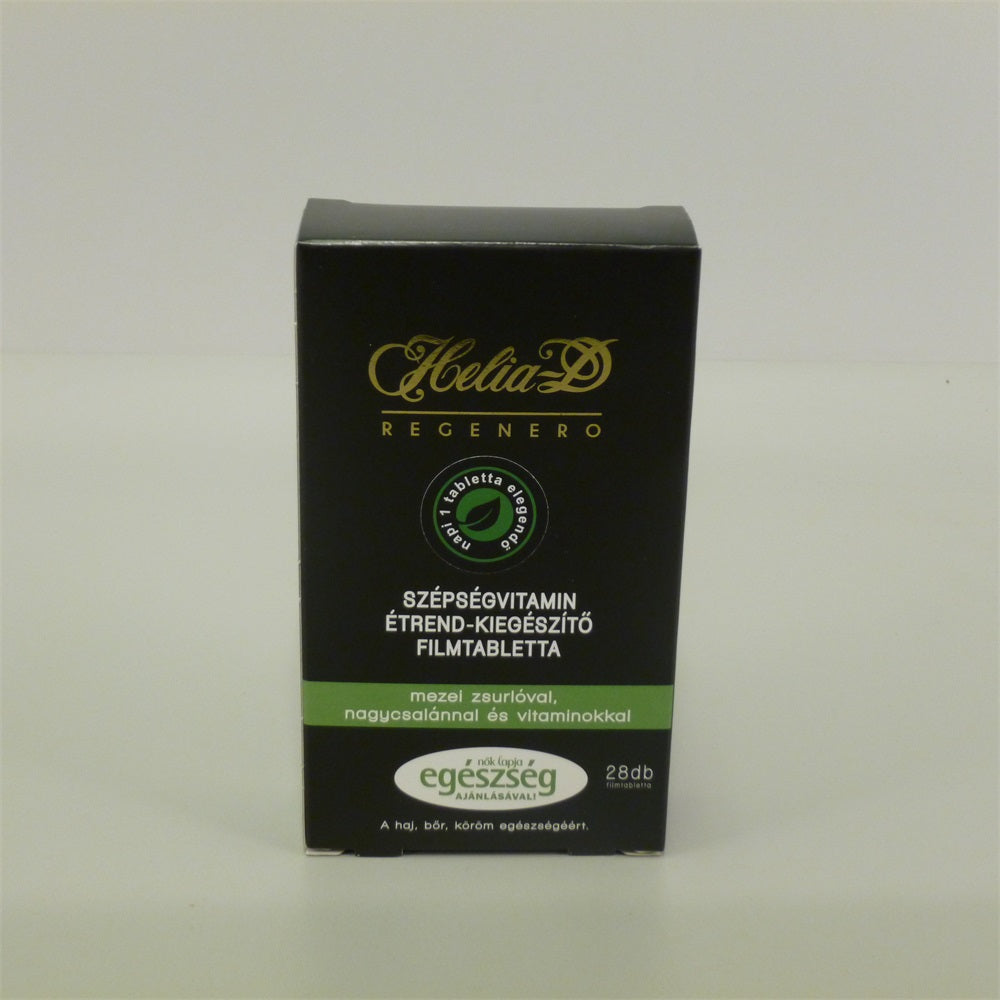 Helia-D
REGENERO
napi 1 tabletta elegendő
SZÉPSÉGVITAMIN
ÉTREND-KIEGÉSZÍTŐ
FILMTABLETTA
mezei zsurlóval,
nagycsalánnal és vitaminokkal
nők lapja
egészség
AJÁNLÁSÁVAL!
28db
filmtabletta
A haj, bőr, köröm egészségéért.